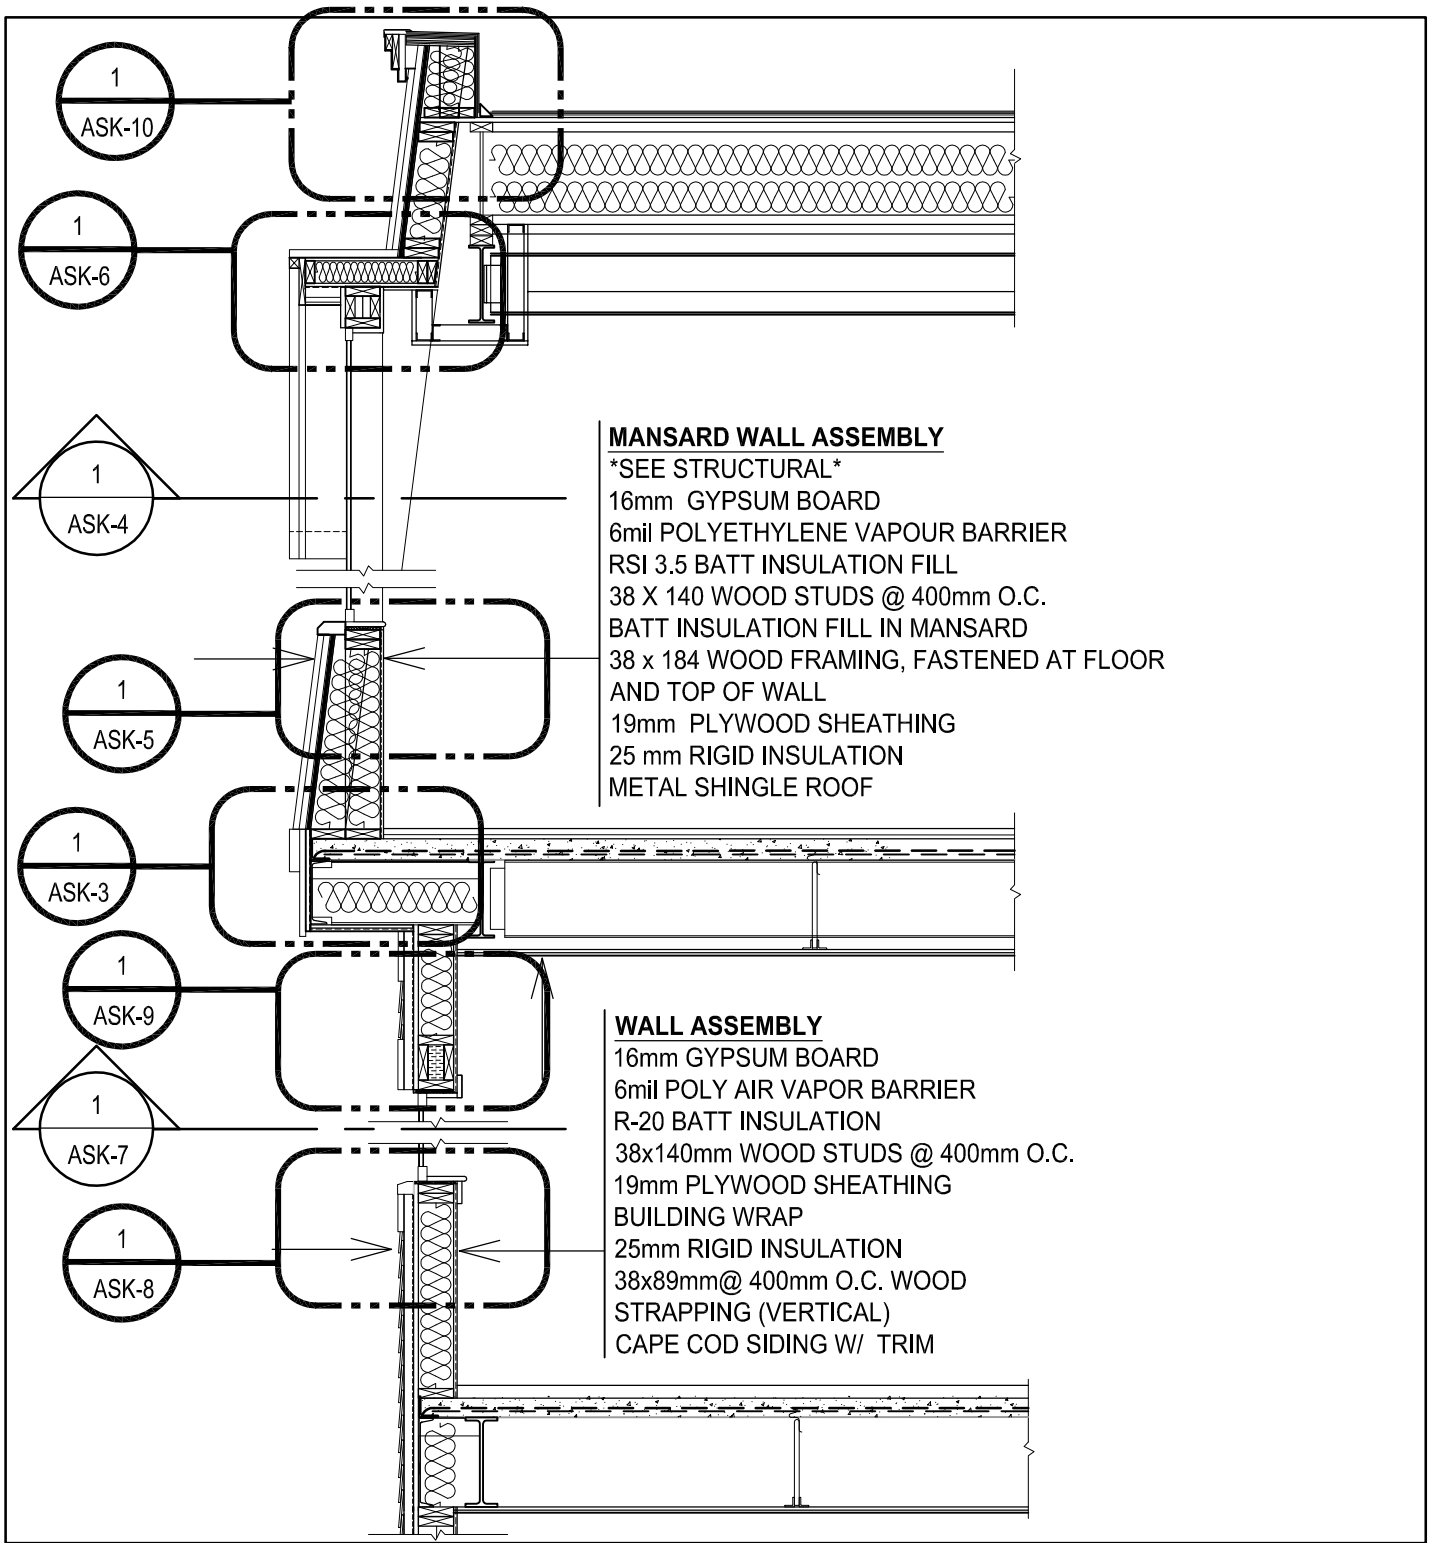 1
ASK-10
1
ASK-6
1
ASK-4
MANSARD WALL ASSEMBLY
*SEE STRUCTURAL*
16mm GYPSUM BOARD
6mil POLYETHYLENE VAPOUR BARRIER
RSI 3.5 BATT INSULATION FILL
38 X 140 WOOD STUDS @ 400mm O.C.
BATT INSULATION FILL IN MANSARD
38 x 184 WOOD FRAMING, FASTENED AT FLOOR
AND TOP OF WALL
19mm PLYWOOD SHEATHING
25 mm RIGID INSULATION
METAL SHINGLE ROOF
1
ASK-5
1
ASK-3
1
ASK-9
1
ASK-7
WALL ASSEMBLY
16mm GYPSUM BOARD
6mil POLY AIR VAPOR BARRIER
R-20 BATT INSULATION
38x140mm WOOD STUDS @ 400mm O.C.
19mm PLYWOOD SHEATHING
BUILDING WRAP
25mm RIGID INSULATION
38x89mm@ 400mm O.C. WOOD
STRAPPING (VERTICAL)
CAPE COD SIDING W/ TRIM
1
ASK-8